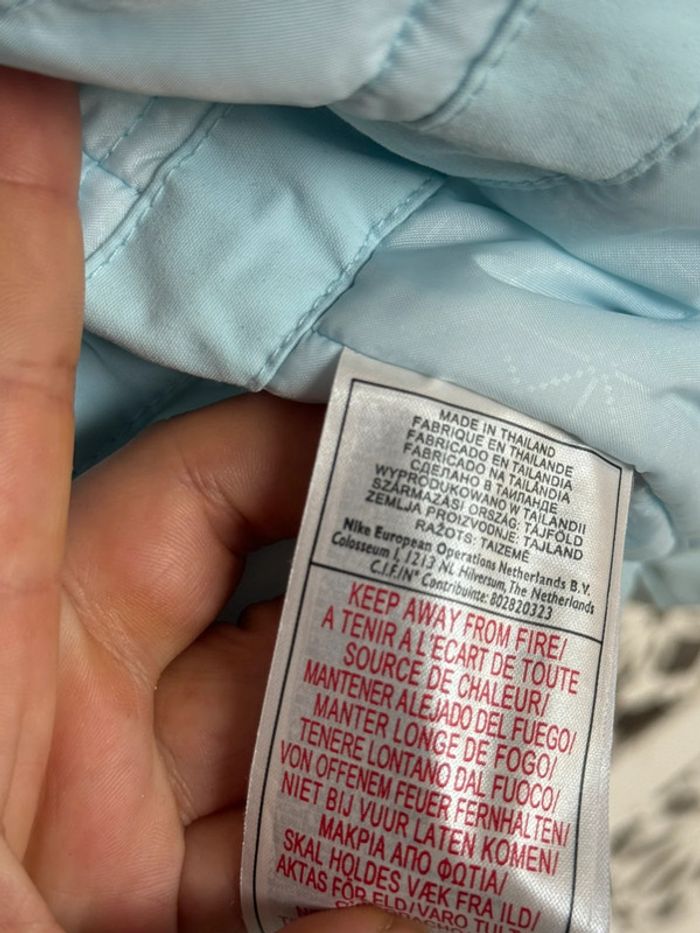 MADE IN THAILAND
FABRIQUE EN THAILANDE
FABRICADO EN TAILANDIA
FABRICADO NA TAILÂNDIA
СДЕЛАНО В ТАИЛАНДЕ
WYPRODUKOWANO W TAJLANDII
SZÁRMAZÁSI ORSZÁG: TÁJFÖLD
ZEMLJA PROIZVODNJE: TAJLAND
RAŽOTS: TAIZEMĒ
Nike European Operations Netherlands B.V.
Colosseum 1, 1213 NL Hilversum, The Netherlands
C.I.F./N° Contribuinte: 802820323
KEEP AWAY FROM FIRE/
A TENIR A L'ECART DE TOUTE
SOURCE DE CHALEUR/
MANTENER ALEJADO DEL FUEGO/
MANTER LONGE DE FOGO/
TENERE LONTANO DAL FUOCO/
VON OFFENEM FEUER FERNHALTEN/
NIET BIJ VUUR LATEN KOMEN/
ΜΑΚΡΙΑ ΑΠΟ ΦΩΤΙΑ/
SKAL HOLDES VÆK FRA ILD/
AKTAS FÖR ELD/VARO TULTA